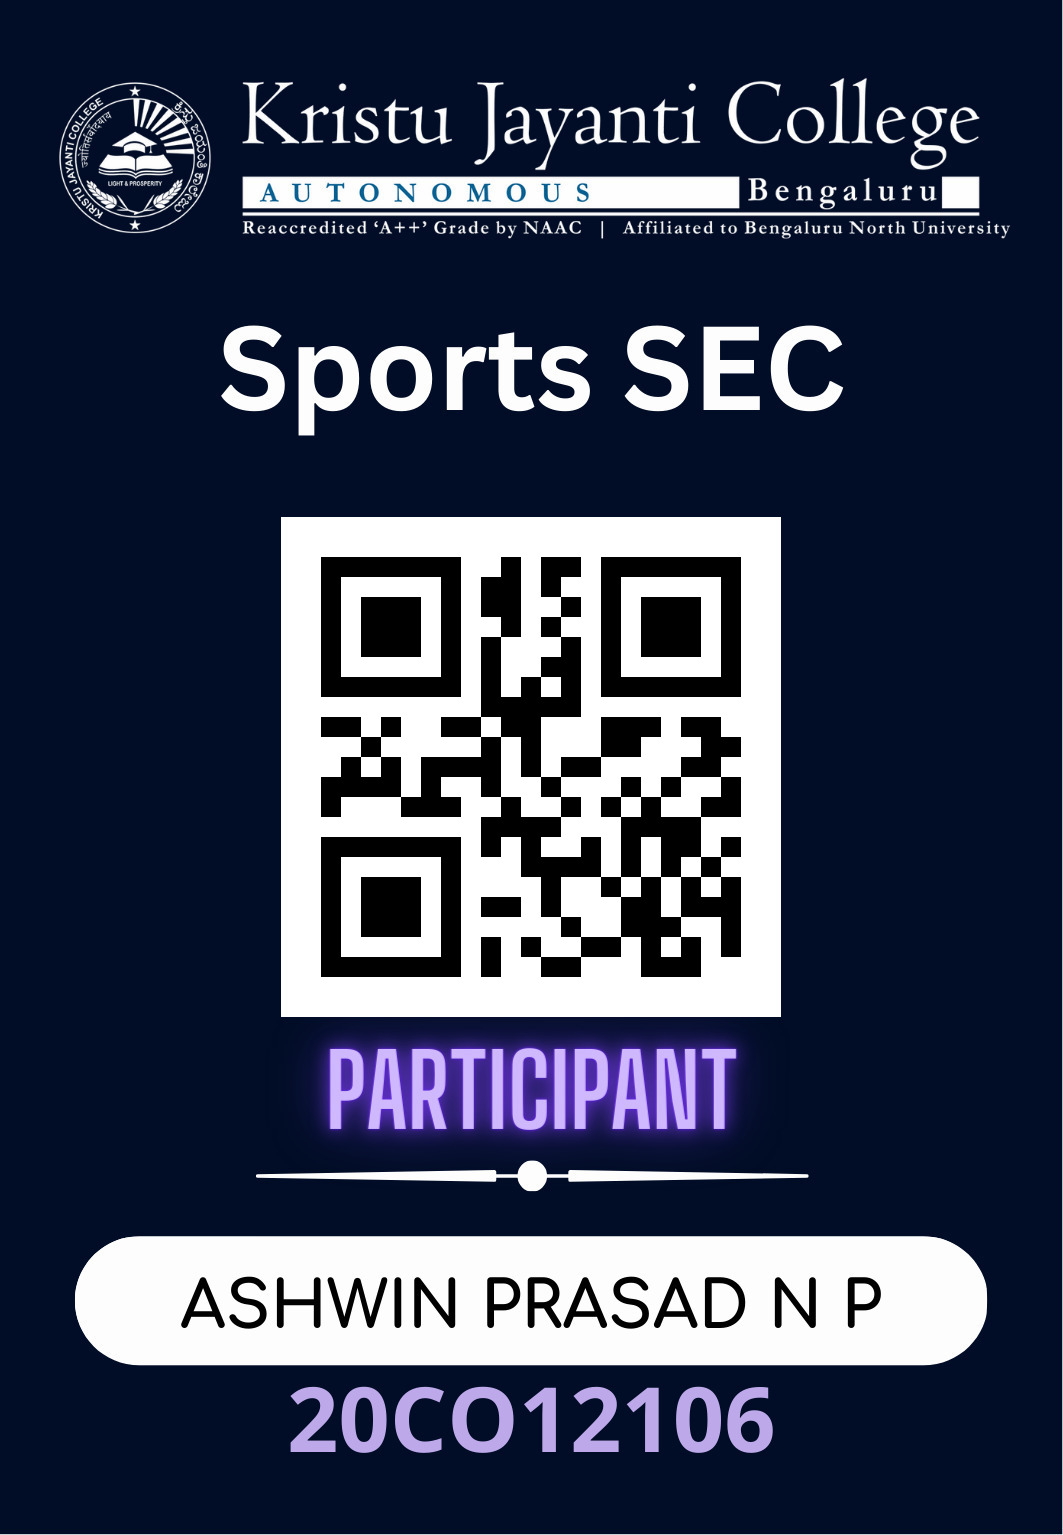 Kristu Jayanti College
AUTONOMOUS Bengaluru
Reaccredited ‘A++’ Grade by NAAC | Affiliated to Bengaluru North University
KRISTU JAYANTI COLLEGE
LIGHT & PROSPERITY
Sports SEC
PARTICIPANT
ASHWIN PRASAD N P
20CO12106